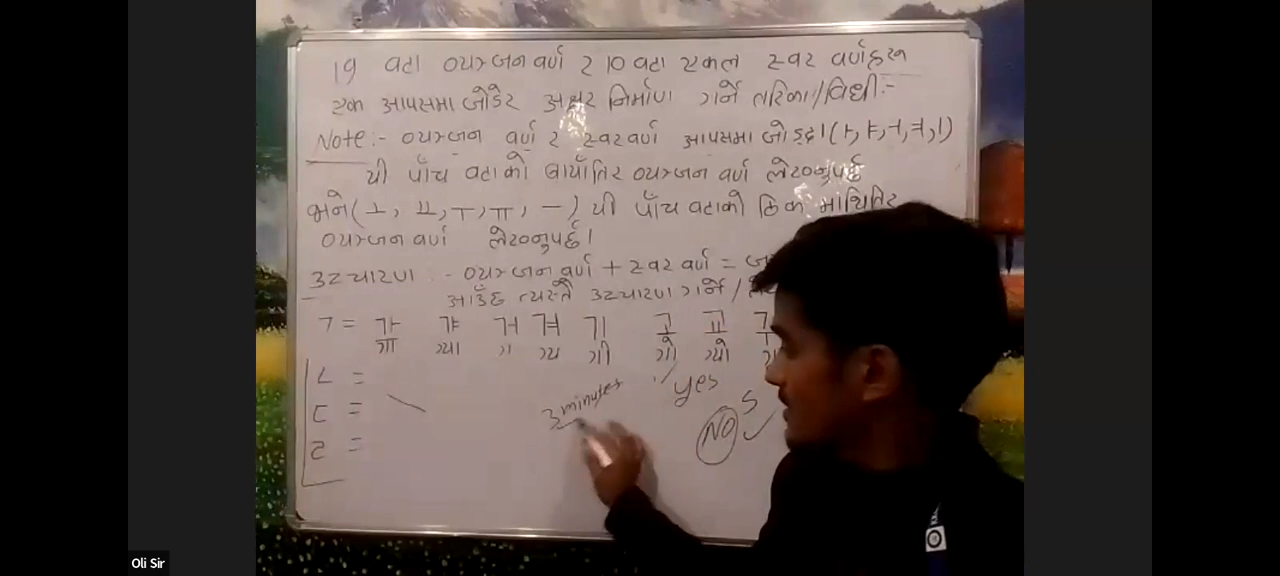 19 वटा व्यञ्जन वर्ण र 10 वटा एकल स्वर वर्णहरू
एक आपसमा जोडेर अक्षर निर्माण गर्ने तरिका/विधी:-
Note:- व्यञ्जन वर्ण र स्वरवर्ण आपसमा जोड्दा (ㅏ,ㅑ,ㅓ,ㅕ,ㅣ)
यी पाँच वटाको बायाँतिर व्यञ्जन वर्ण लेख्नुपर्छ
भने (ㅗ, ㅛ, ㅜ, ㅠ, ㅡ) यी पाँच वटाको ठिक माथितिर
व्यञ्जन वर्ण लेख्नुपर्छ।
उच्चारण :- व्यञ्जन वर्ण + स्वर वर्ण =
आउँछ त्यस्तै उच्चारण गर्ने /
ㄱ = 가 갸 거 겨 기 고 교
गा ग्या ग ग्य गी गो ग्यो
ㄴ =
3 minutes yes
ㄷ =
NO
ㄹ =
Oli Sir